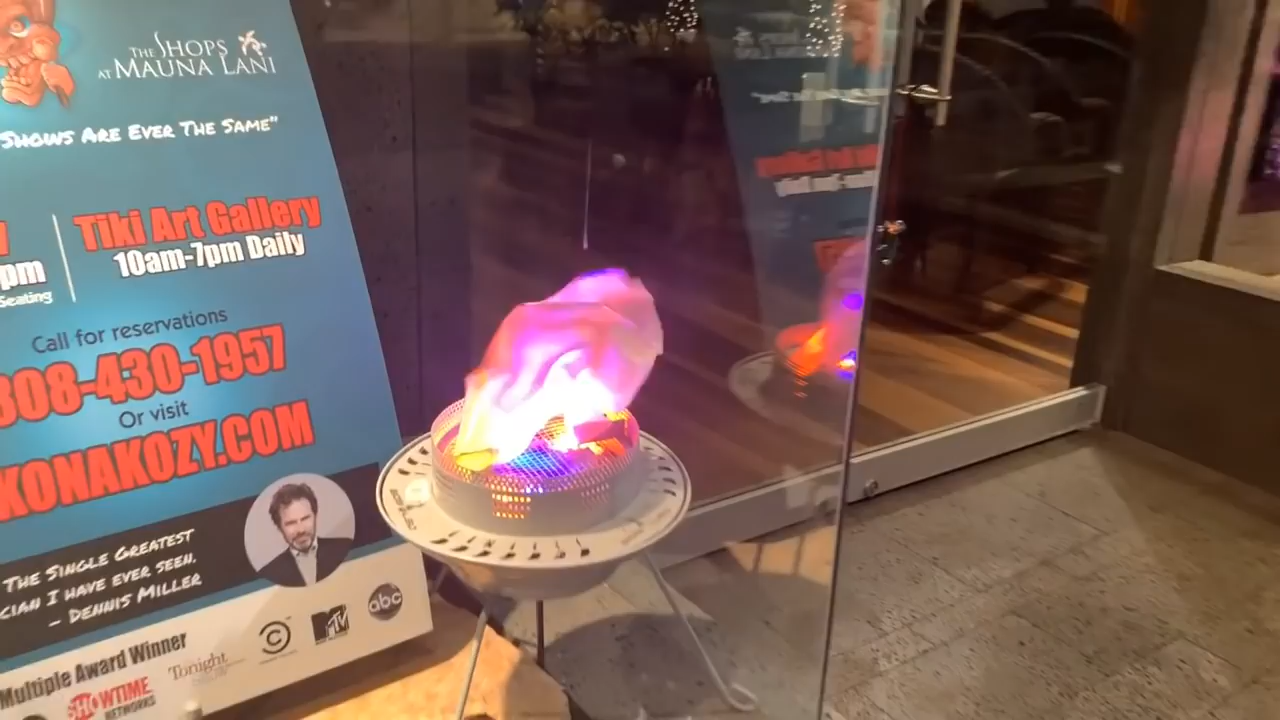 THE SHOPS
AT MAUNA LANI
SHOWS ARE EVER THE SAME"
Tiki Art Gallery
10am-7pm Daily
pm
Seating
Call for reservations
808-430-1957
Or visit
KONAKOZY.COM
THE SINGLE GREATEST
CIAN I HAVE EVER SEEN.
- DENNIS MILLER
Multiple Award Winner
Tonight
SHOWTIME
NETWORKS
C
MTV
abc